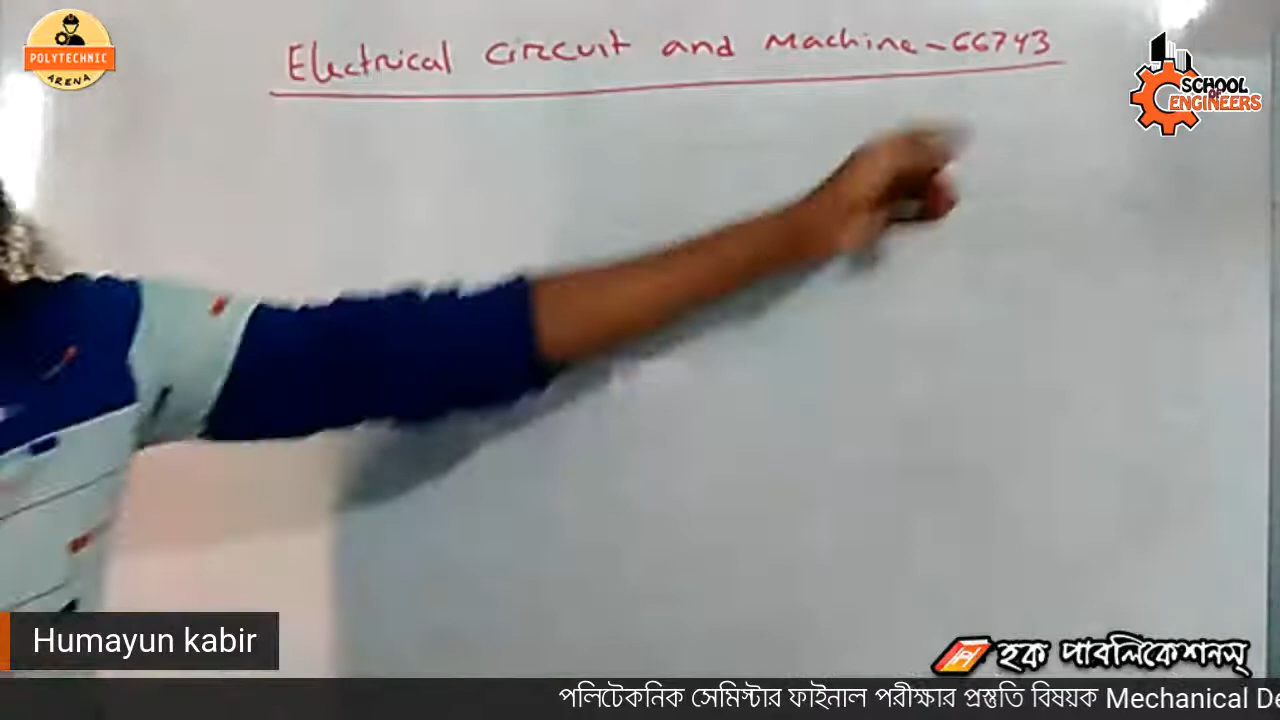 POLYTECHNIC
ARENA
Electrical Circuit and Machine - 66743
SCHOOL
OF
ENGINEERS
Humayun kabir
হক পাবলিকেশনস্
পলিটেকনিক সেমিস্টার ফাইনাল পরীক্ষার প্রস্তুতি বিষয়ক Mechanical De